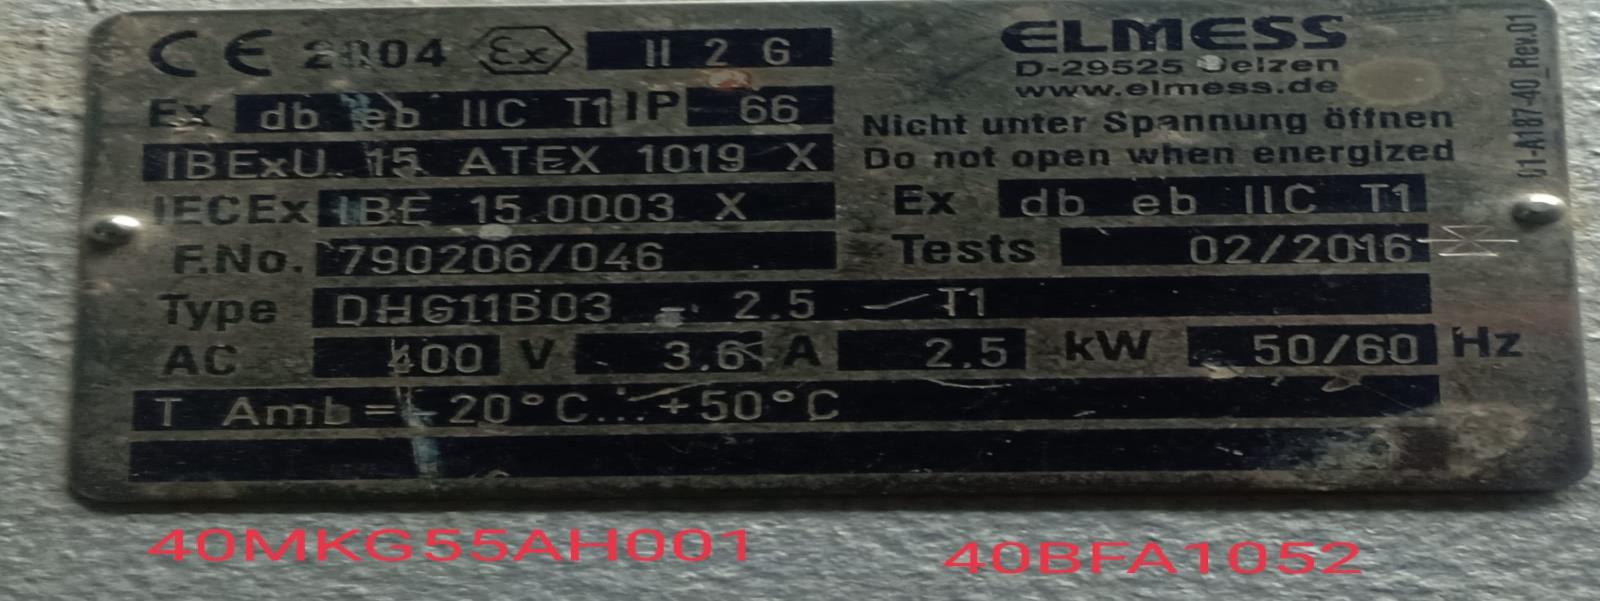 CE 2804 Ex II 2 G
Ex db eb IIC T1 IP 66
IBExU 15 ATEX 1019 X
IECEx IBE 15.0003 X
F.No. 790206/046
ELMESS
D-29525 Uelzen
www.elmess.de
Nicht unter Spannung öffnen
Do not open when energized
Ex db eb IIC T1
Tests 02/2016
01-A187-40_Rev.01
Type DHG11B03 - 2.5 - T1
AC 400 V 3.6 A 2.5 kW 50/60 Hz
T Amb = -20°C...+50°C
40MKG55AH001
40BFA1052